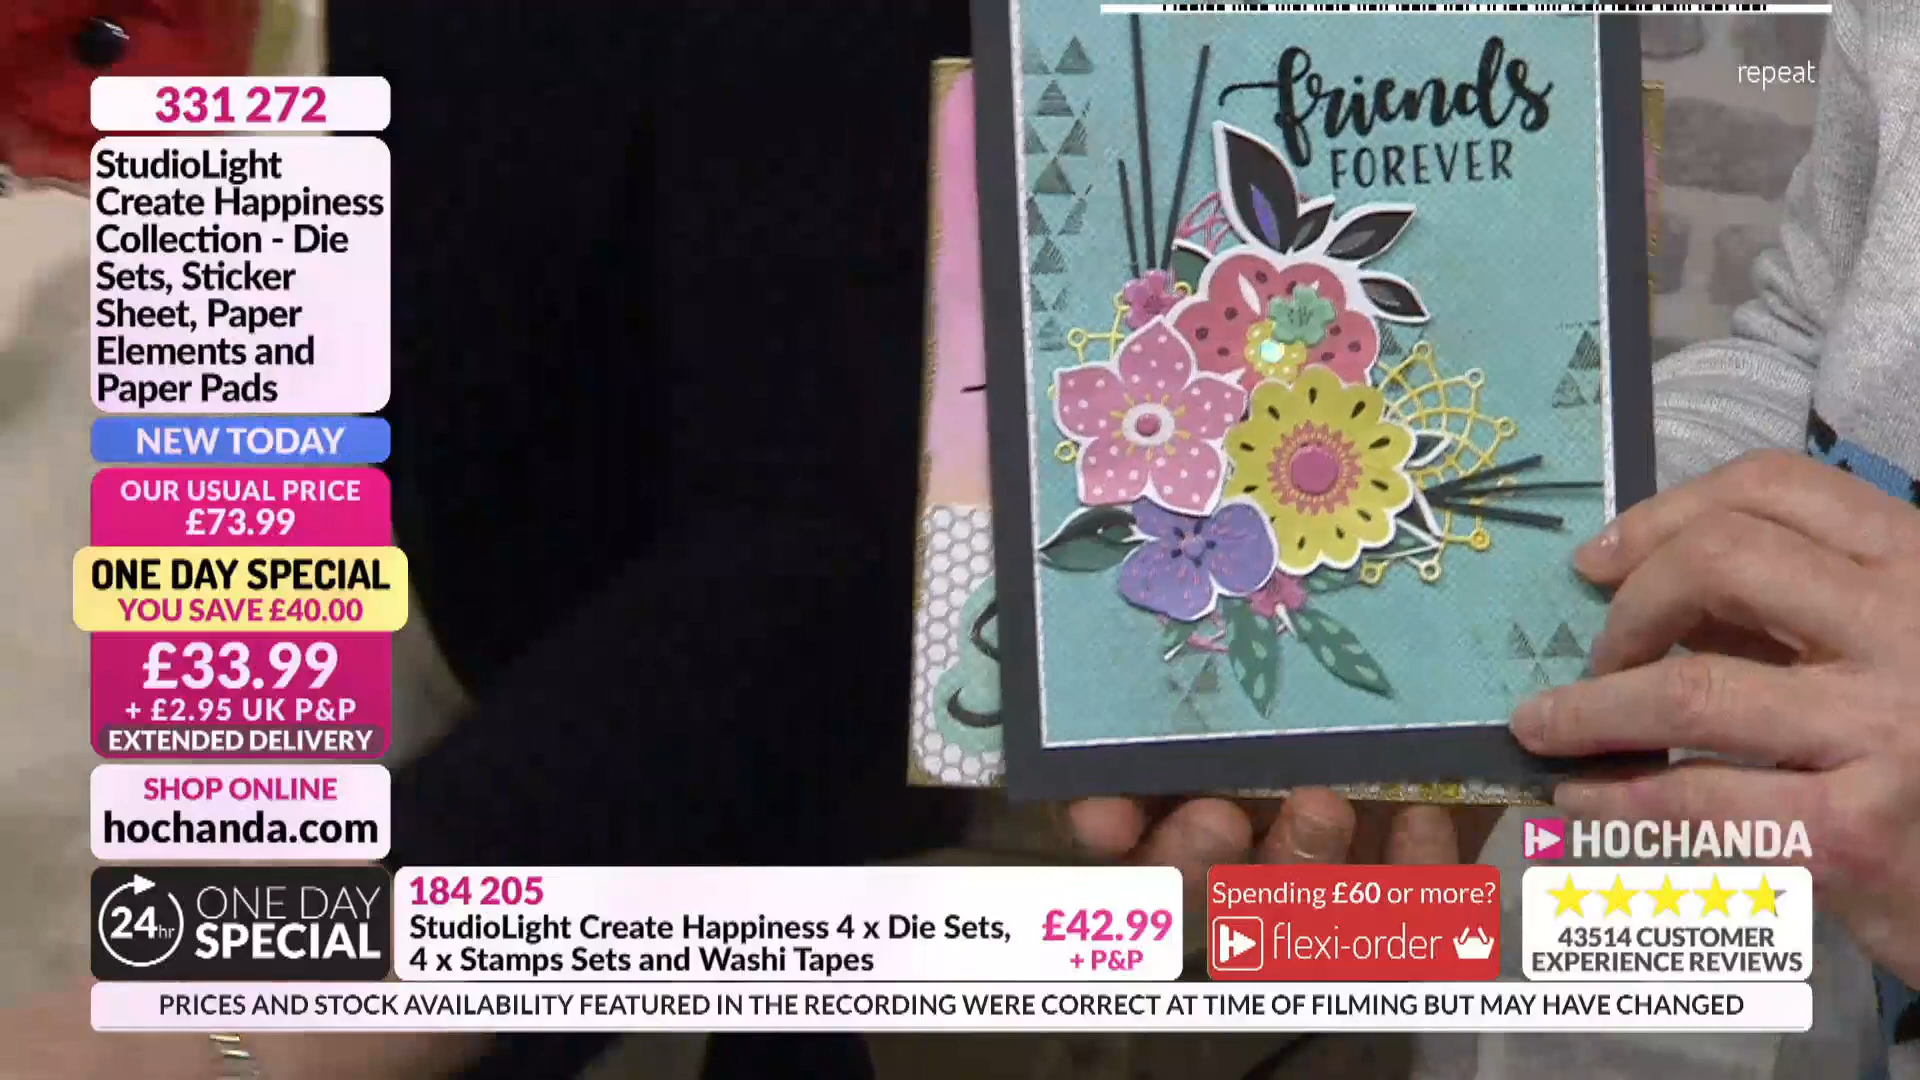 repeat
friends
FOREVER
331 272
StudioLight
Create Happiness
Collection - Die
Sets, Sticker
Sheet, Paper
Elements and
Paper Pads
NEW TODAY
OUR USUAL PRICE
£73.99
ONE DAY SPECIAL
YOU SAVE £40.00
£33.99
+ £2.95 UK P&P
EXTENDED DELIVERY
SHOP ONLINE
hochanda.com
24hr ONE DAY
SPECIAL
184 205
StudioLight Create Happiness 4 x Die Sets,
4 x Stamps Sets and Washi Tapes
£42.99
+ P&P
Spending £60 or more?
flexi-order
HOCHANDA
43514 CUSTOMER
EXPERIENCE REVIEWS
PRICES AND STOCK AVAILABILITY FEATURED IN THE RECORDING WERE CORRECT AT TIME OF FILMING BUT MAY HAVE CHANGED